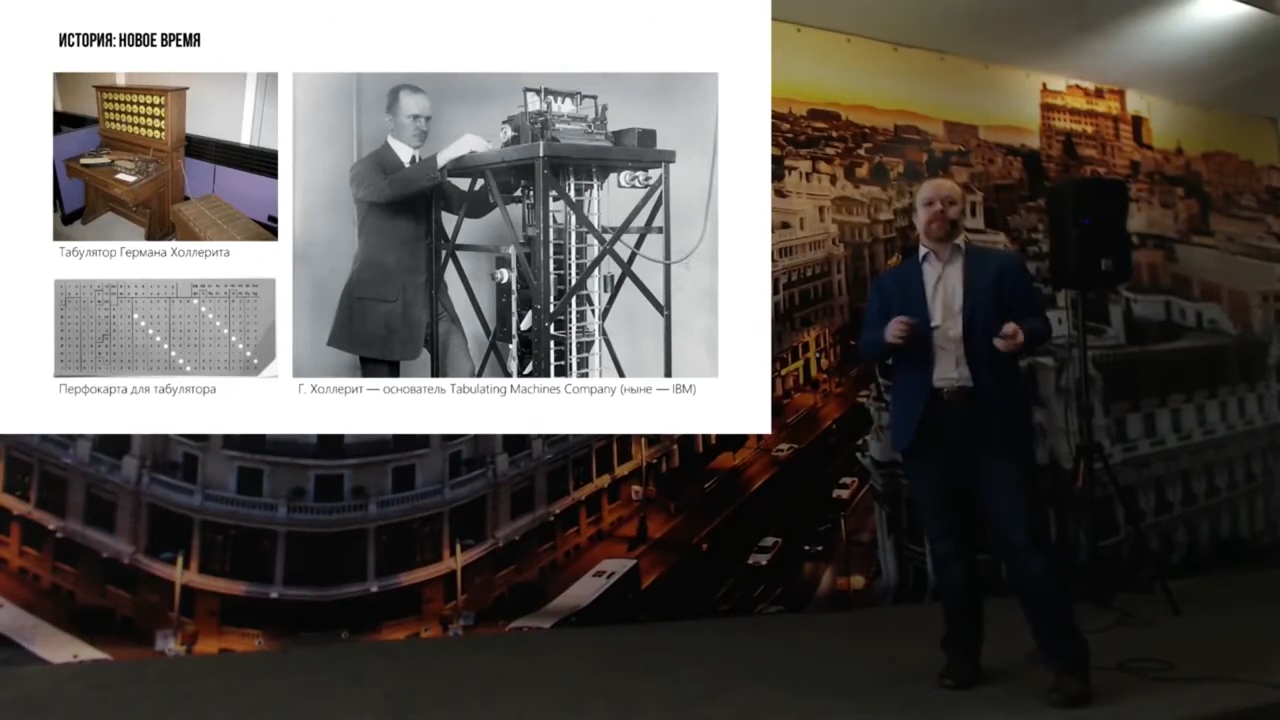 ИСТОРИЯ: НОВОЕ ВРЕМЯ
Табулятор Германа Холлерита
Перфокарта для табулятора
Г. Холлерит — основатель Tabulating Machines Company (ныне — IBM)